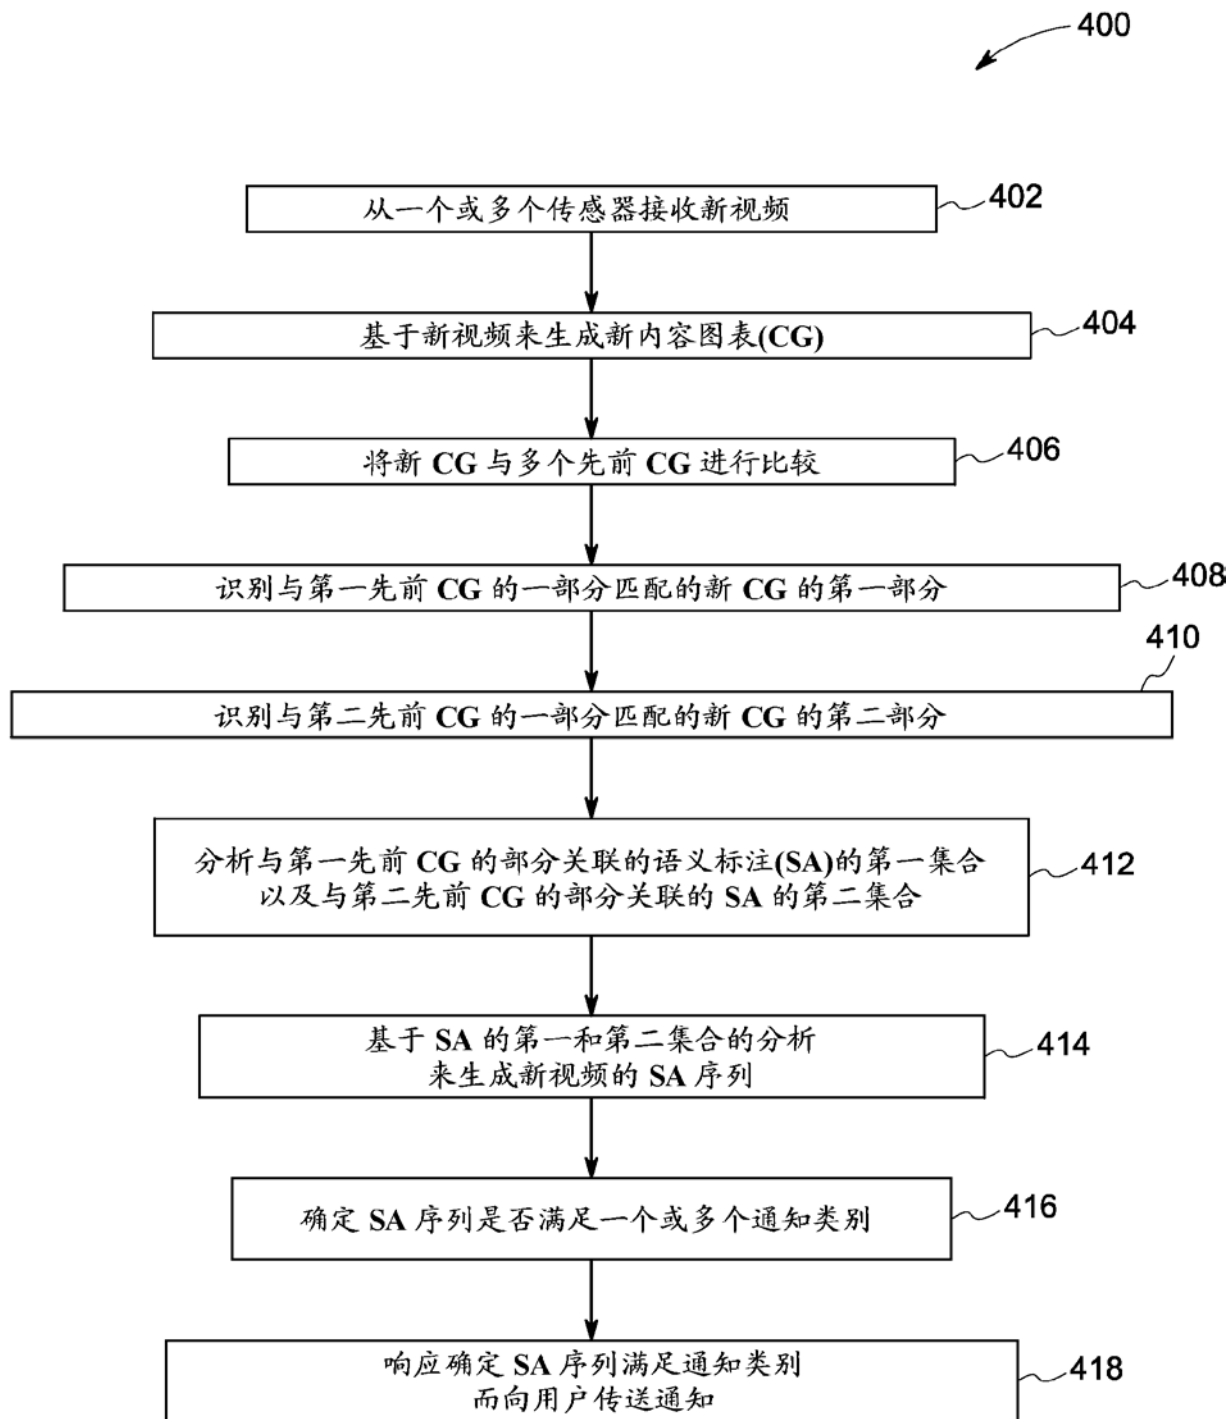 400
从一个或多个传感器接收新视频
402
基于新视频来生成新内容图表(CG)
404
将新 CG 与多个先前 CG 进行比较
406
识别与第一先前 CG 的一部分匹配的新 CG 的第一部分
408
410
识别与第二先前 CG 的一部分匹配的新 CG 的第二部分
分析与第一先前 CG 的部分关联的语义标注(SA)的第一集合
以及与第二先前 CG 的部分关联的 SA 的第二集合
412
基于 SA 的第一和第二集合的分析
来生成新视频的 SA 序列
414
确定 SA 序列是否满足一个或多个通知类别
416
响应确定 SA 序列满足通知类别
而向用户传送通知
418